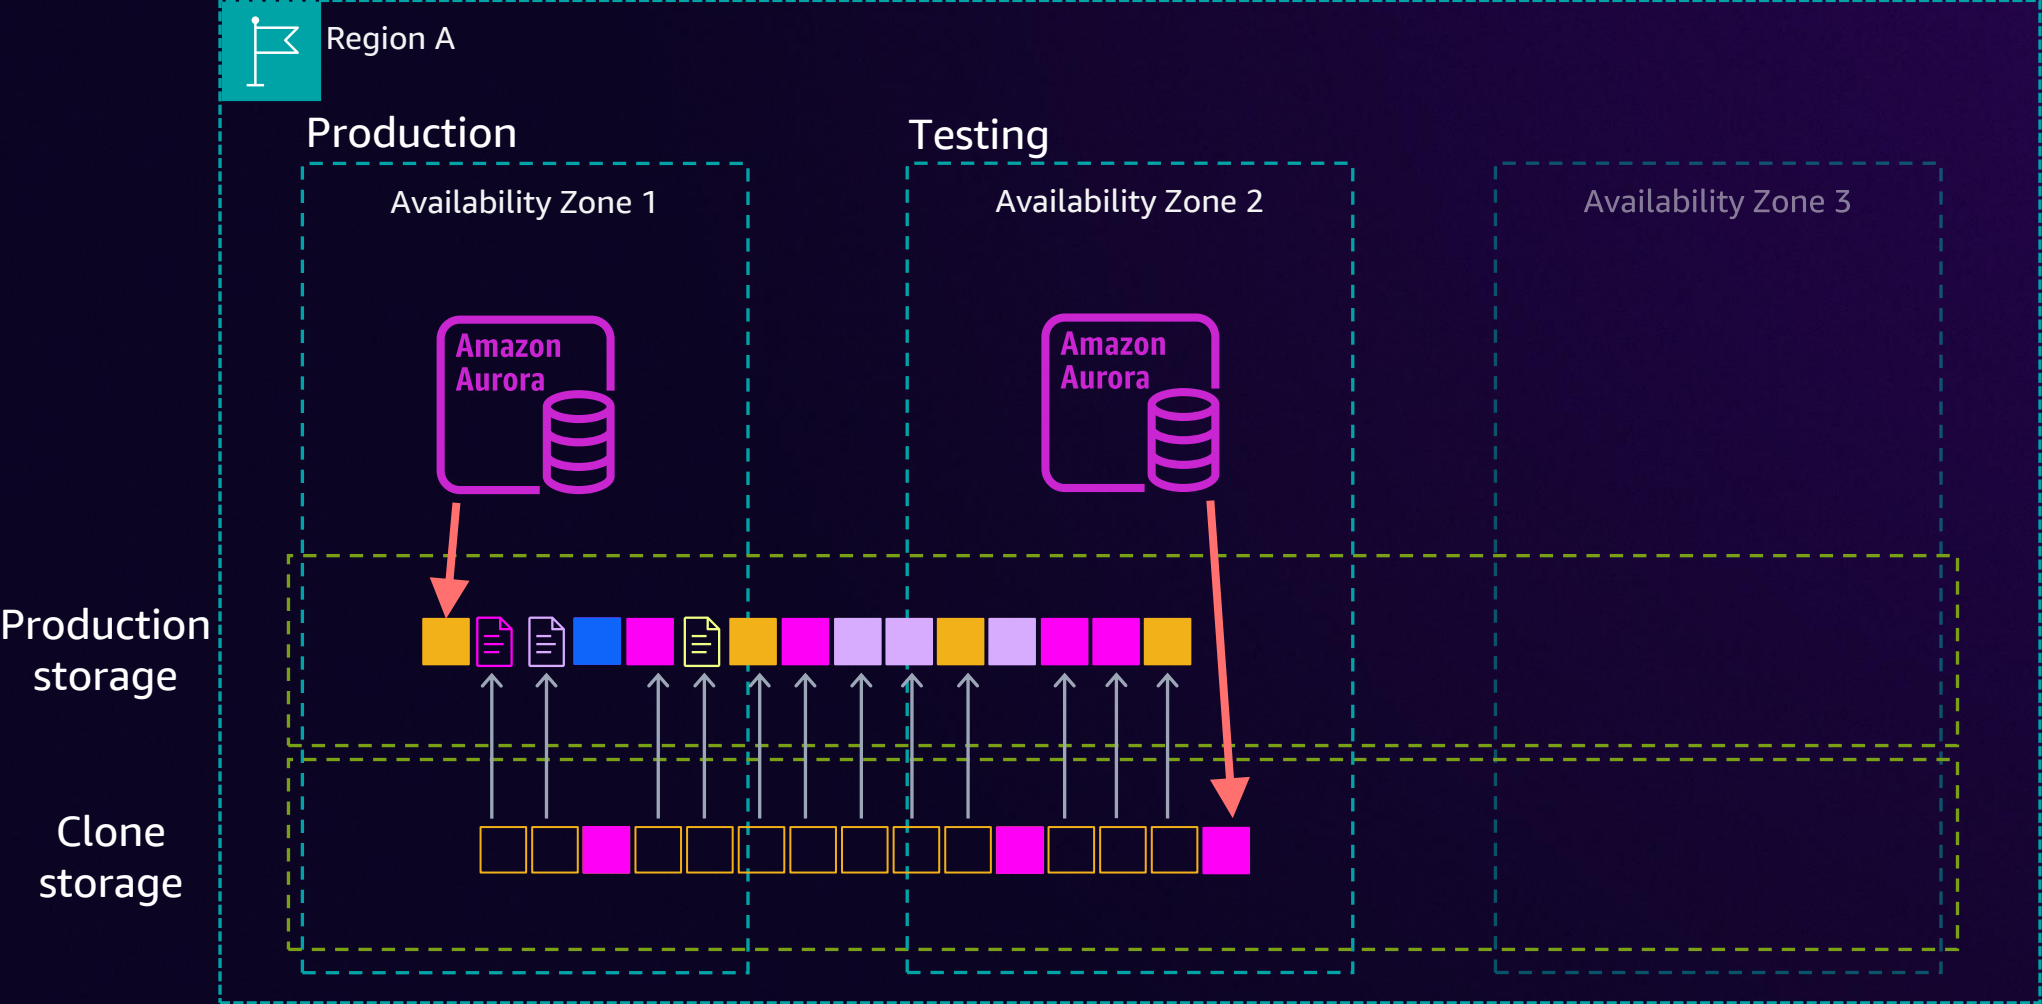 Region A
Production
Testing
Availability Zone 1
Availability Zone 2
Availability Zone 3
Amazon
Aurora
Amazon
Aurora
Production
storage
Clone
storage